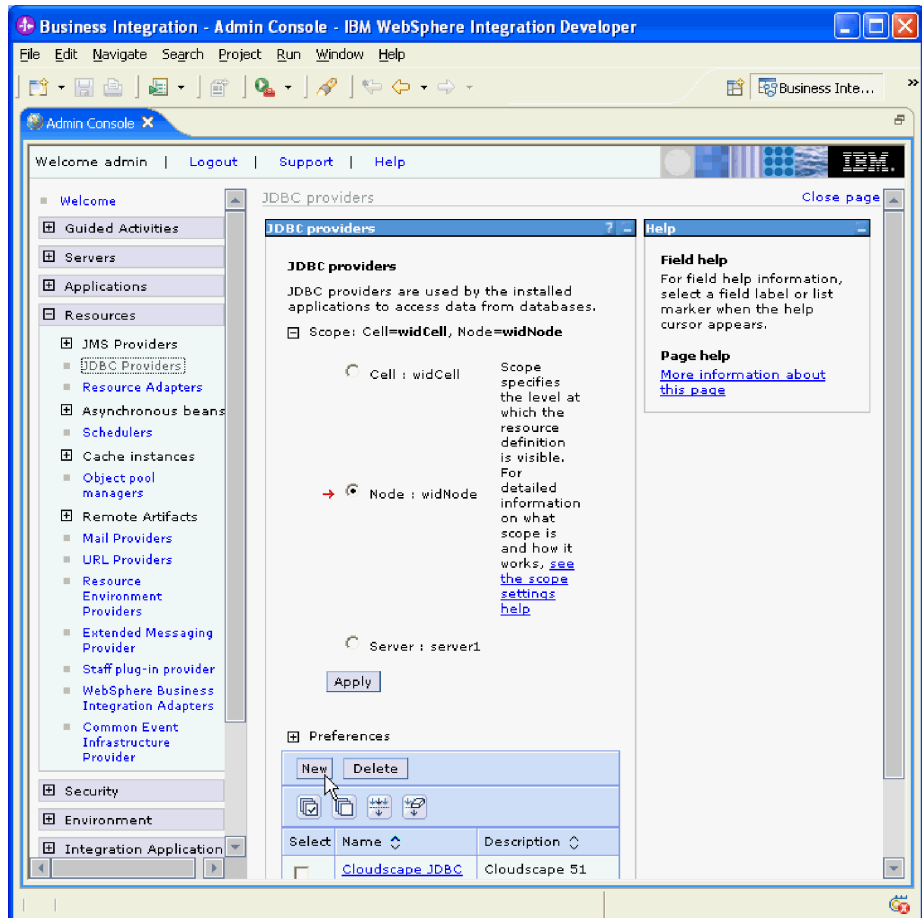 Business Integration - Admin Console - IBM WebSphere Integration Developer
File Edit Navigate Search Project Run Window Help
Business Inte...
Admin Console
Welcome admin | Logout | Support | Help
IBM.
Welcome
Guided Activities
Servers
Applications
Resources
JMS Providers
JDBC Providers
Resource Adapters
Asynchronous beans
Schedulers
Cache instances
Object pool
managers
Remote Artifacts
Mail Providers
URL Providers
Resource
Environment
Providers
Extended Messaging
Provider
Staff plug-in provider
WebSphere Business
Integration Adapters
Common Event
Infrastructure
Provider
Security
Environment
Integration Application
JDBC providers
Close page
JDBC providers ? -
JDBC providers
JDBC providers are used by the installed
applications to access data from databases.
Scope: Cell=widCell, Node=widNode
Cell : widCell
Node : widNode
Server : server1
Scope
specifies
the level at
which the
resource
definition
is visible.
For
detailed
information
on what
scope is
and how it
works, see
the scope
settings
help
Apply
Preferences
New Delete
Select Name Description
Cloudscape JDBC Cloudscape 51
Help -
Field help
For field help information,
select a field label or list
marker when the help
cursor appears.
Page help
More information about
this page